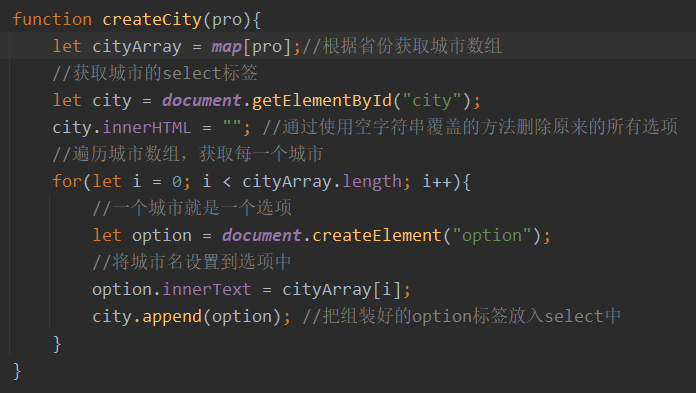 function createCity(pro){
let cityArray = map[pro];//根据省份获取城市数组
//获取城市的select标签
let city = document.getElementById("city");
city.innerHTML = ""; //通过使用空字符串覆盖的方法删除原来的所有选项
//遍历城市数组，获取每一个城市
for(let i = 0; i < cityArray.length; i++){
//一个城市就是一个选项
let option = document.createElement("option");
//将城市名设置到选项中
option.innerText = cityArray[i];
city.append(option); //把组装好的option标签放入select中
}
}